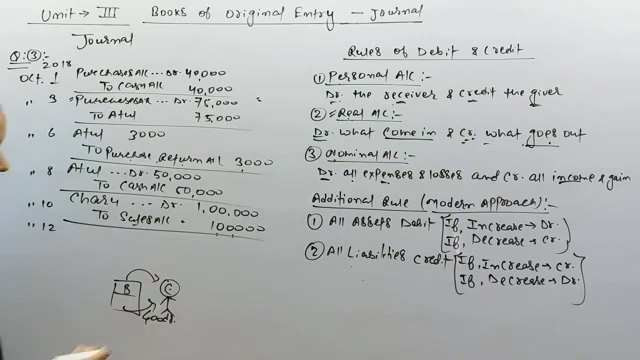 Unit → III Books of Original Entry – Journal
Journal
Q.③:-
2018
Oct. 1 Purchases A/c ... Dr. 40,000
To Cash A/c 40,000
" 3 Purchases A/c ... Dr. 75,000
To Atul 75,000
" 6 Atul 3000
To Purchase Return A/c 3000
" 8 Atul ... Dr. 50,000
To Cash A/c 50,000
" 10 Charu ... Dr. 1,00,000
To Sales A/c 100000
" 12
B C
Rules of Debit & Credit
① Personal A/c :-
Dr. the receiver & credit the giver
② Real A/c :-
Dr. what come in & cr. what goes out
③ Nominal A/c :-
Dr. all expenses & losses and Cr. all income & gain
Additional Rule (Modern Approach) :-
① All Assets Debit [If, Increase → Dr.
If, Decrease → Cr.]
② All Liabilities Credit [If, Increase → Cr.
If, Decrease → Dr.]